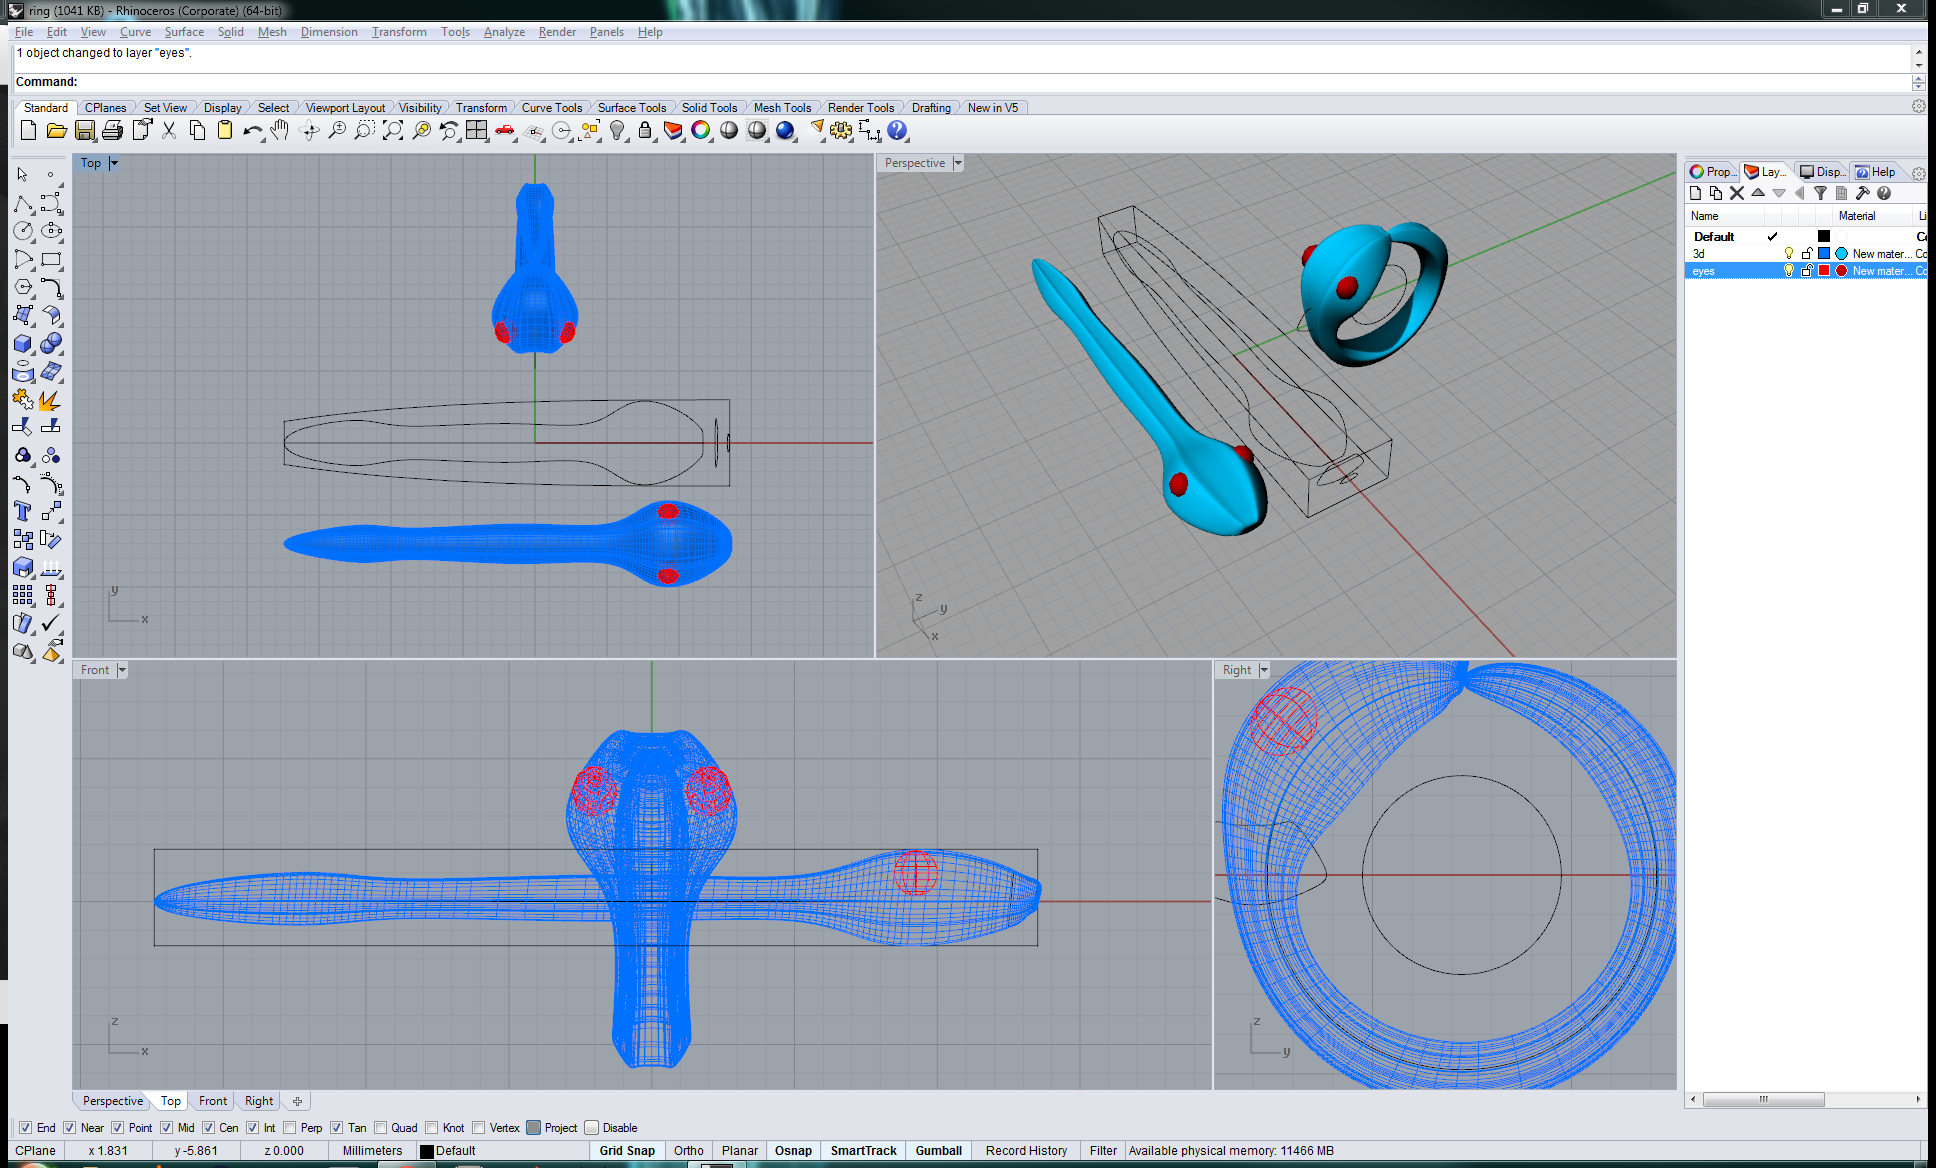 ring (1041 KB) - Rhinoceros (Corporate) (64-bit)
File Edit View Curve Surface Solid Mesh Dimension Transform Tools Analyze Render Panels Help
1 object changed to layer "eyes".
Command:
Standard CPlanes Set View Display Select Viewport Layout Visibility Transform Curve Tools Surface Tools Solid Tools Mesh Tools Render Tools Drafting New in V5
Top
Perspective
Prop... Lay... Disp... Help
Name Material Li
Default Co
3d New mater... Co
eyes New mater... Co
y
x
z
y
x
Front
Right
z
x
z
y
Perspective Top Front Right
End Near Point Mid Cen Int Perp Tan Quad Knot Vertex Project Disable
CPlane x 1.831 y -5.861 z 0.000 Millimeters Default Grid Snap Ortho Planar Osnap SmartTrack Gumball Record History Filter Available physical memory: 11466 MB